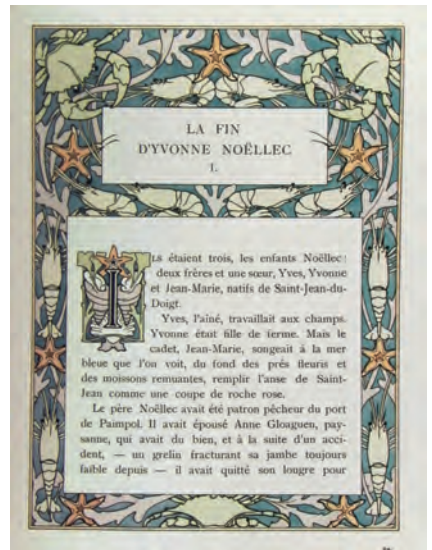 LA FIN
D'YVONNE NOËLLEC
I.
ILS étaient trois, les enfants Noëllec:
deux frères et une sœur, Yves, Yvonne
et Jean-Marie, natifs de Saint-Jean-du-
Doigt.
Yves, l'aîné, travaillait aux champs.
Yvonne était fille de ferme. Mais le
cadet, Jean-Marie, songeait à la mer
bleue que l'on voit, du fond des prés fleuris et
des moissons remuantes, remplir l'anse de Saint-
Jean comme une coupe de roche rose.
Le père Noëllec avait été patron pêcheur du port
de Paimpol. Il avait épousé Anne Gloaguen, pay-
sanne, qui avait du bien, et à la suite d'un acci-
dent, — un grelin fracturant sa jambe toujours
faible depuis — il avait quitté son lougre pour